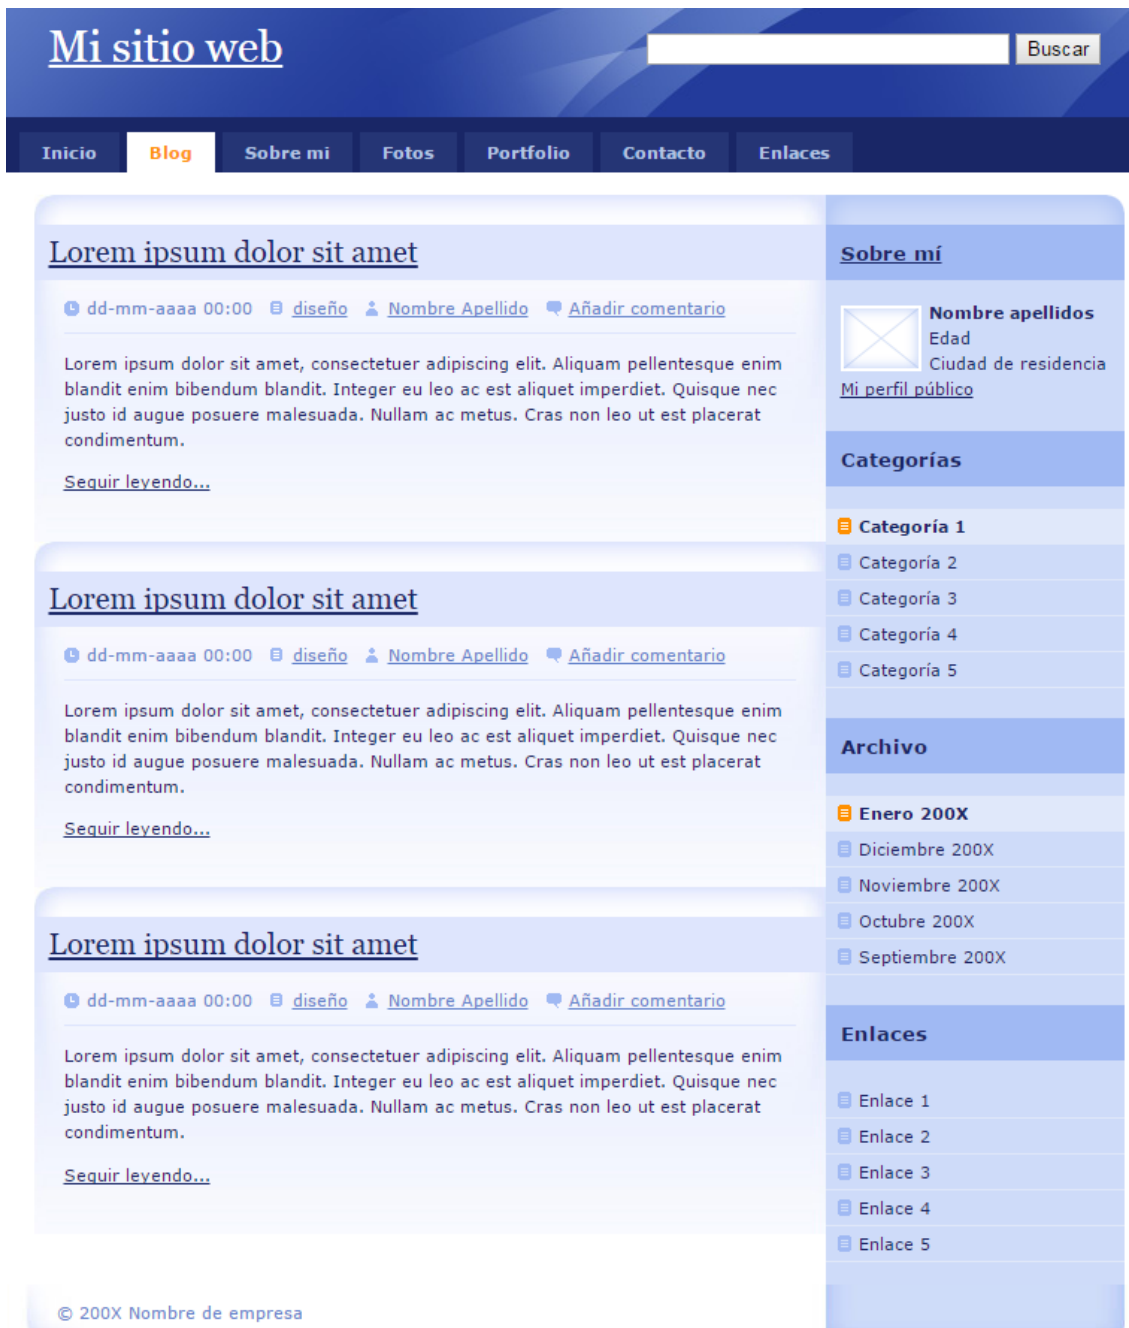 Mi sitio web
Buscar
Inicio Blog Sobre mi Fotos Portfolio Contacto Enlaces
Lorem ipsum dolor sit amet
dd-mm-aaaa 00:00 diseño Nombre Apellido Añadir comentario
Lorem ipsum dolor sit amet, consectetuer adipiscing elit. Aliquam pellentesque enim
blandit enim bibendum blandit. Integer eu leo ac est aliquet imperdiet. Quisque nec
justo id augue posuere malesuada. Nullam ac metus. Cras non leo ut est placerat
condimentum.
Seguir leyendo...
Lorem ipsum dolor sit amet
dd-mm-aaaa 00:00 diseño Nombre Apellido Añadir comentario
Lorem ipsum dolor sit amet, consectetuer adipiscing elit. Aliquam pellentesque enim
blandit enim bibendum blandit. Integer eu leo ac est aliquet imperdiet. Quisque nec
justo id augue posuere malesuada. Nullam ac metus. Cras non leo ut est placerat
condimentum.
Seguir leyendo...
Lorem ipsum dolor sit amet
dd-mm-aaaa 00:00 diseño Nombre Apellido Añadir comentario
Lorem ipsum dolor sit amet, consectetuer adipiscing elit. Aliquam pellentesque enim
blandit enim bibendum blandit. Integer eu leo ac est aliquet imperdiet. Quisque nec
justo id augue posuere malesuada. Nullam ac metus. Cras non leo ut est placerat
condimentum.
Seguir leyendo...
Sobre mí
Nombre apellidos
Edad
Ciudad de residencia
Mi perfil público
Categorías
Categoría 1
Categoría 2
Categoría 3
Categoría 4
Categoría 5
Archivo
Enero 200X
Diciembre 200X
Noviembre 200X
Octubre 200X
Septiembre 200X
Enlaces
Enlace 1
Enlace 2
Enlace 3
Enlace 4
Enlace 5
© 200X Nombre de empresa